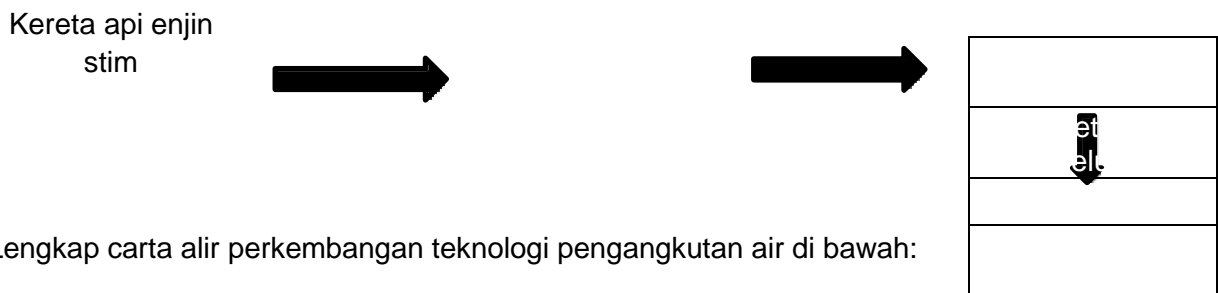 Kereta api enjin
stim
Lengkap carta alir perkembangan teknologi pengangkutan air di bawah: